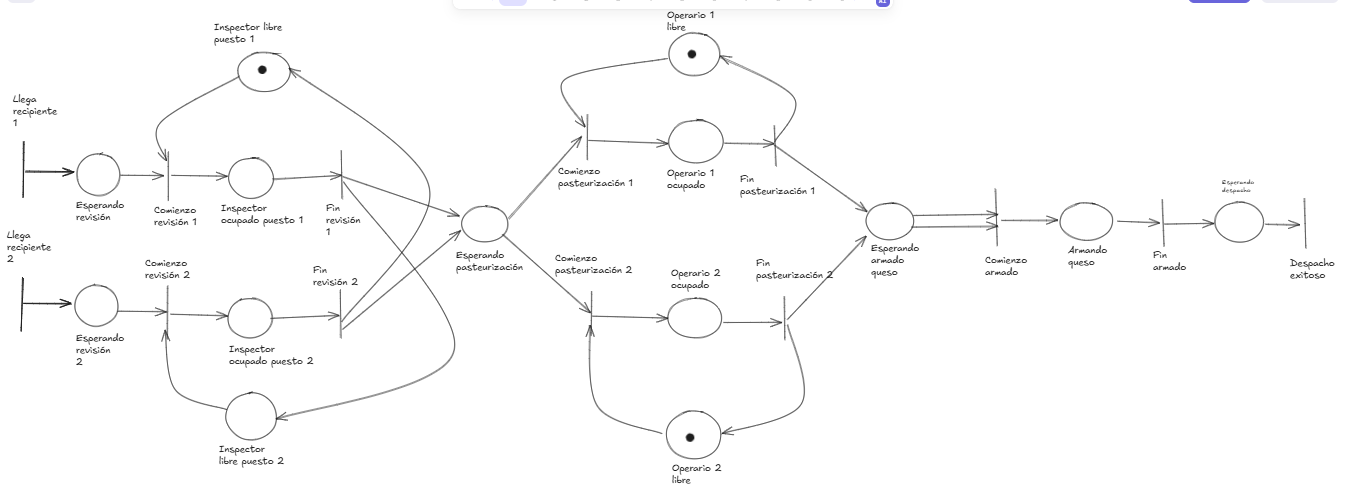 AI
Inspector libre
puesto 1
Operario 1
libre
Llega
recipiente
1
Esperando
revisión
Comienzo
revisión 1
Inspector
ocupado puesto 1
Fin
revisión
1
Comienzo
pasteurización 1
Operario 1
ocupado
Fin
pasteurización 1
Esperando
despacho
Llega
recipiente
2
Comienzo
revisión 2
Fin
revisión 2
Esperando
pasteurización
Comienzo
pasteurización 2
Operario 2
ocupado
Fin
pasteurización 2
Esperando
armado
queso
Comienzo
armado
Armando
queso
Fin
armado
Despacho
exitoso
Esperando
revisión
2
Inspector
ocupado puesto 2
Inspector
libre puesto 2
Operario 2
libre